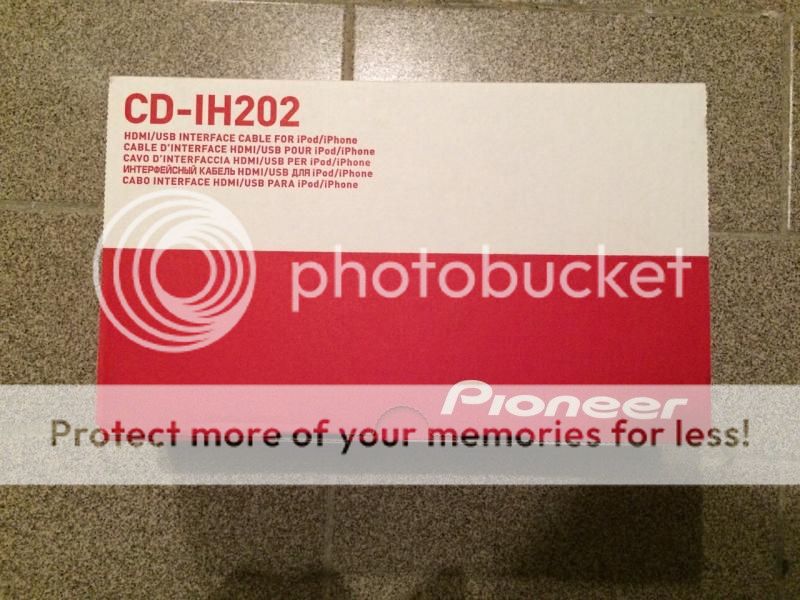 CD-IH202
HDMI/USB INTERFACE CABLE FOR iPod/iPhone
CABLE D'INTERFACE HDMI/USB POUR iPod/iPhone
CAVO D'INTERFACCIA HDMI/USB PER iPod/iPhone
ИНТЕРФЕЙСНЫЙ КАБЕЛЬ HDMI/USB ДЛЯ iPod/iPhone
CABO INTERFACE HDMI/USB PARA iPod/iPhone
photobucket
Pioneer
Protect more of your memories for less!